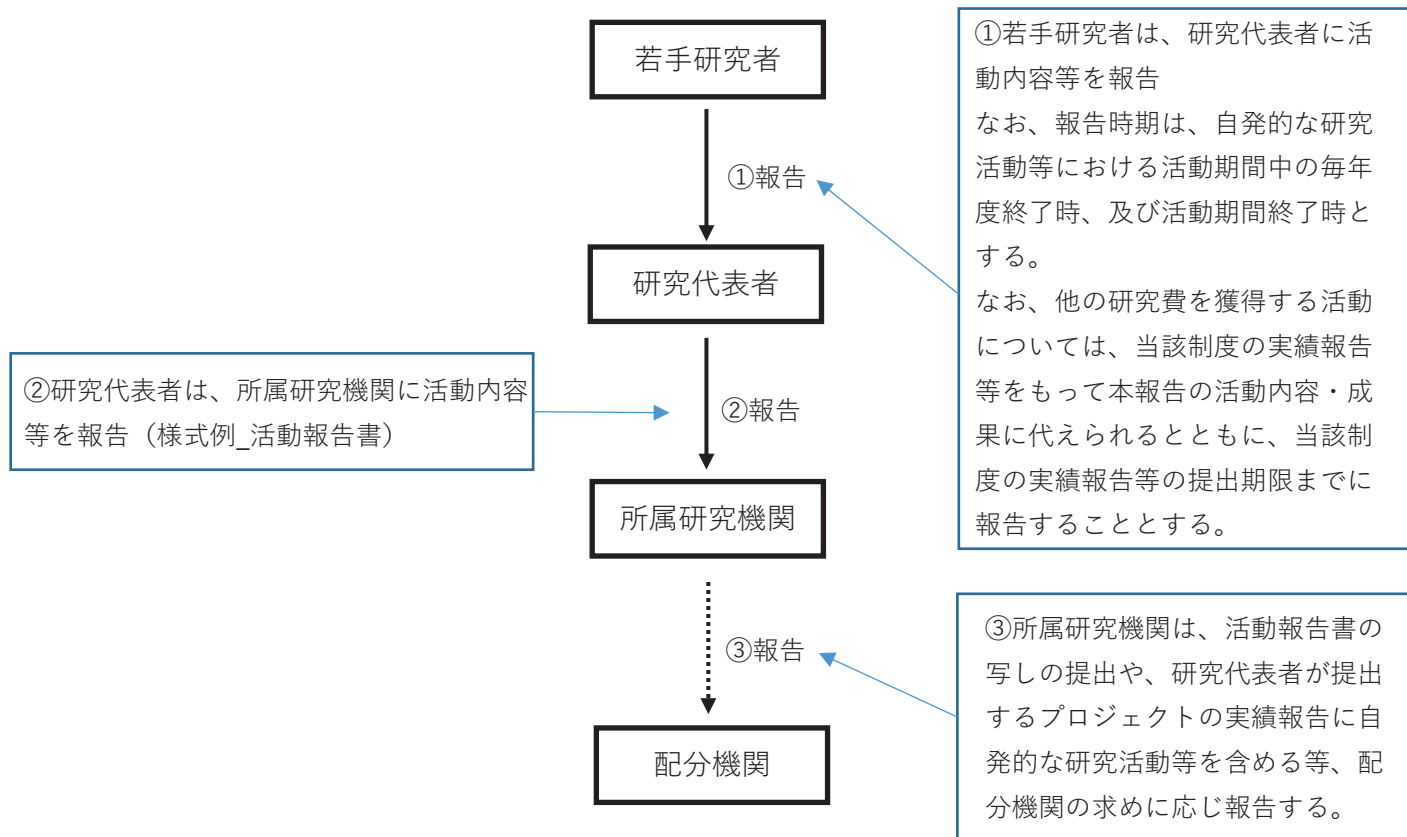 若手研究者
①報告
研究代表者
②報告
所属研究機関
③報告
配分機関
①若手研究者は、研究代表者に活
動内容等を報告
なお、報告時期は、自発的な研究
活動等における活動期間中の毎年
度終了時、及び活動期間終了時と
する。
なお、他の研究費を獲得する活動
については、当該制度の実績報告
等をもって本報告の活動内容・成
果に代えられるとともに、当該制
度の実績報告等の提出期限までに
報告することとする。
②研究代表者は、所属研究機関に活動内容
等を報告（様式例_活動報告書）
③所属研究機関は、活動報告書の
写しの提出や、研究代表者が提出
するプロジェクトの実績報告に自
発的な研究活動等を含める等、配
分機関の求めに応じ報告する。